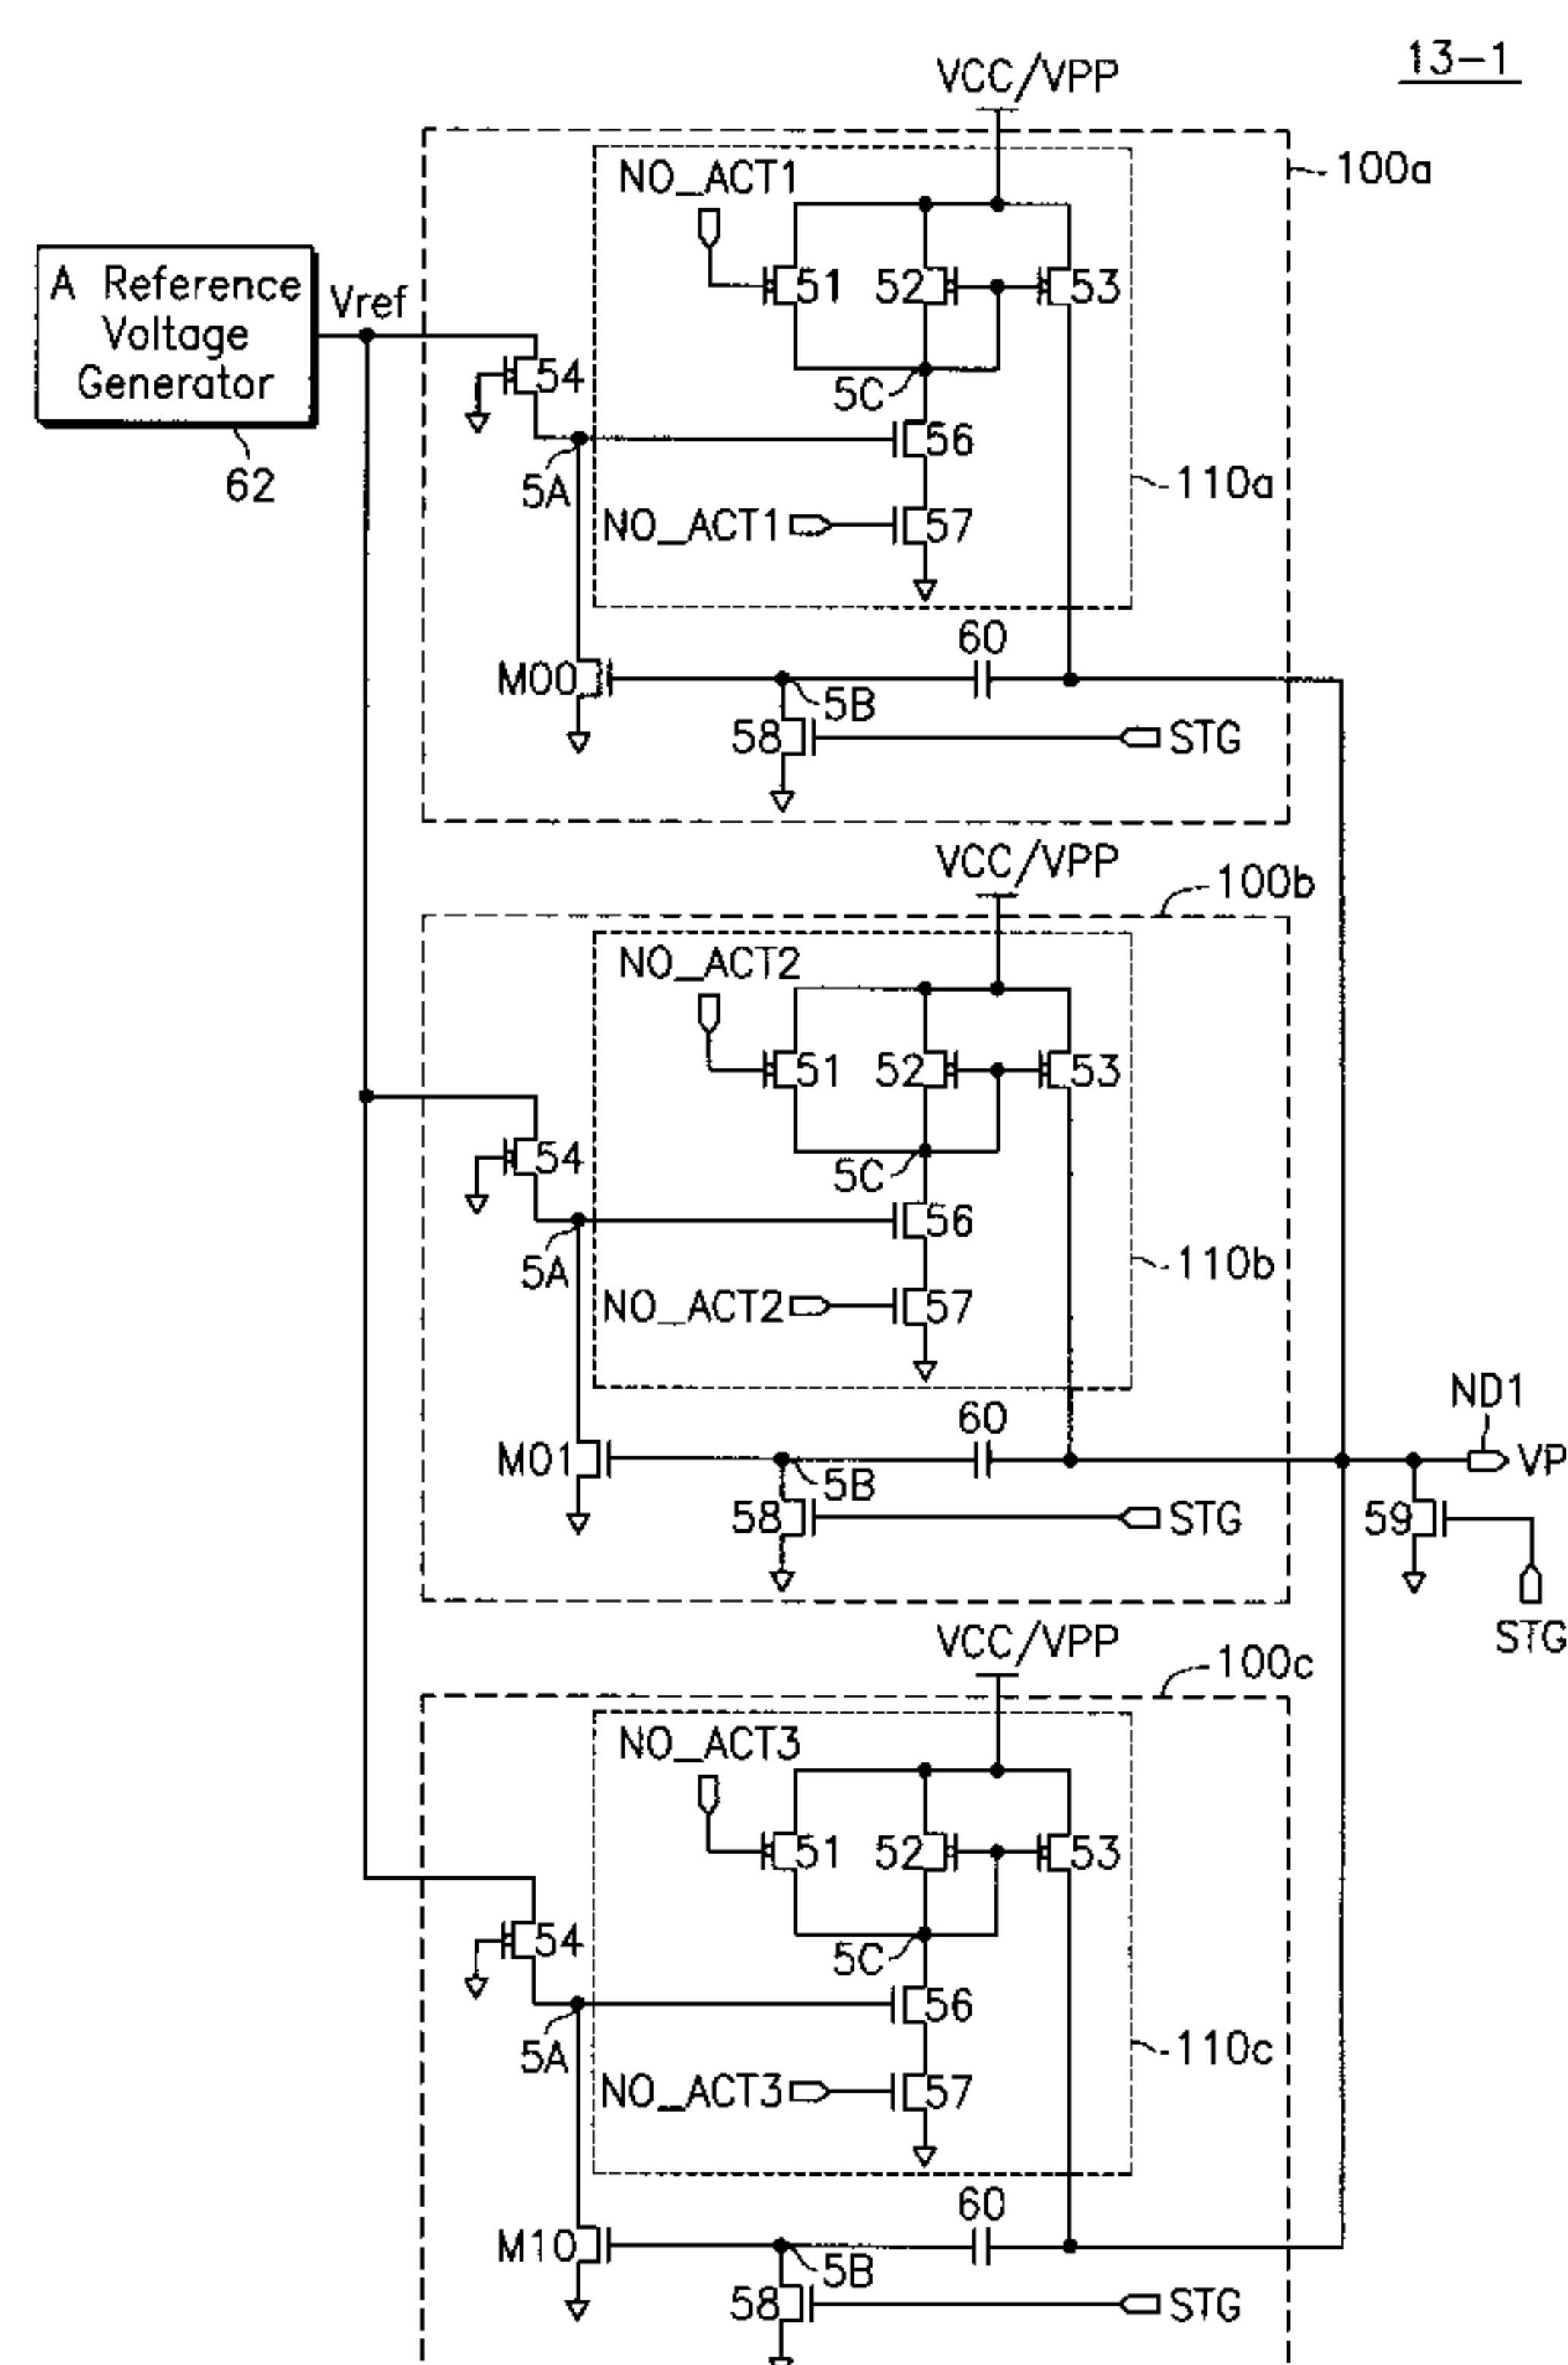 13-1
VCC/VPP
100a
NO_ACT1
A Reference
Voltage
Generator
Vref
51
52
53
54
5C
56
62
5A
110a
NO_ACT1
57
60
M00
5B
58
STG
VCC/VPP
100b
NO_ACT2
51
52
53
54
5C
56
5A
110b
NO_ACT2
57
ND1
60
M01
VP
5B
58
STG
59
STG
VCC/VPP
100c
NO_ACT3
51
52
53
54
5C
56
5A
110c
NO_ACT3
57
60
M10
5B
58
STG